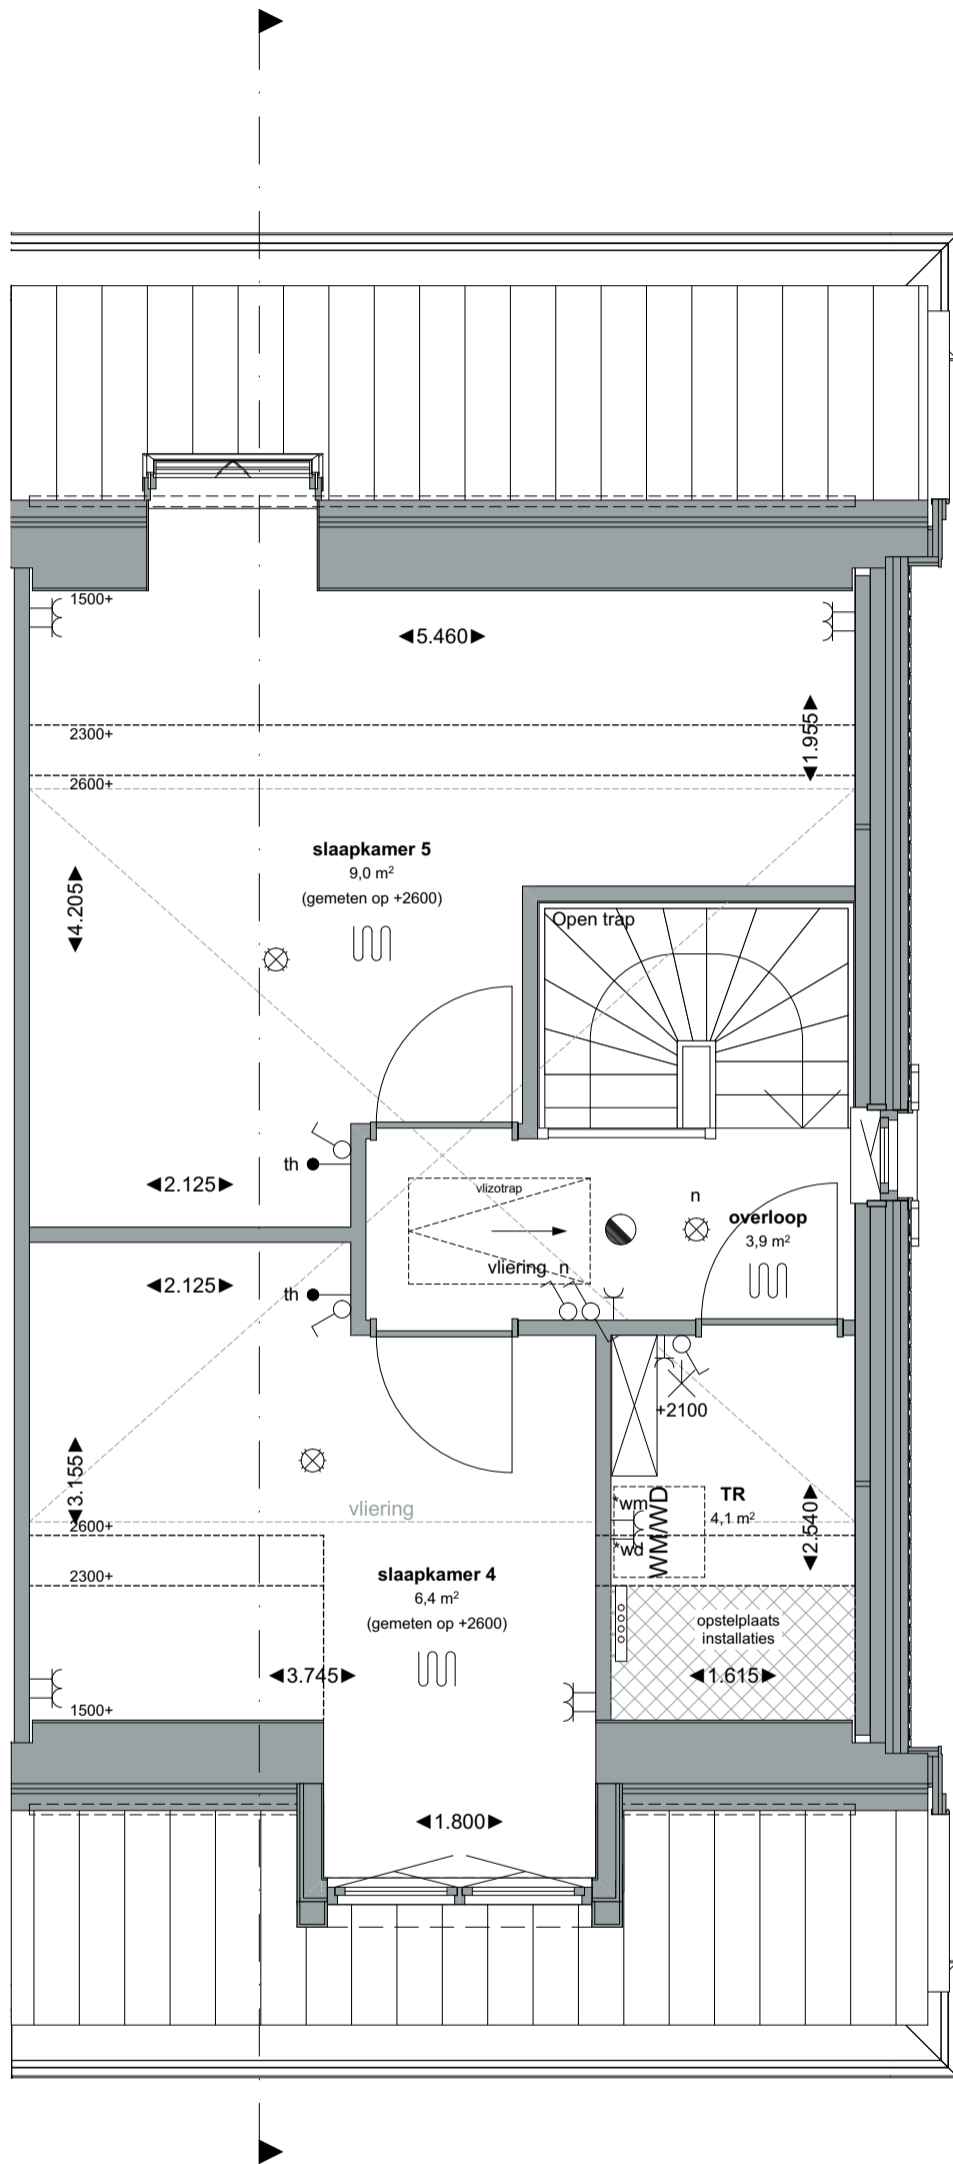 1500+
5.460
2300+
1.955
2600+
slaapkamer 5
9,0 m²
(gemeten op +2600)
4.205
Open trap
th
2.125
vlizotrap
n
overloop
3,9 m²
vliering n
2.125
th
+2100
3.155
vliering
2600+
*wm
*wd
WM/WD
TR
4,1 m²
2.540
2300+
slaapkamer 4
6,4 m²
(gemeten op +2600)
opstelplaats
installaties
3.745
1.615
1500+
1.800